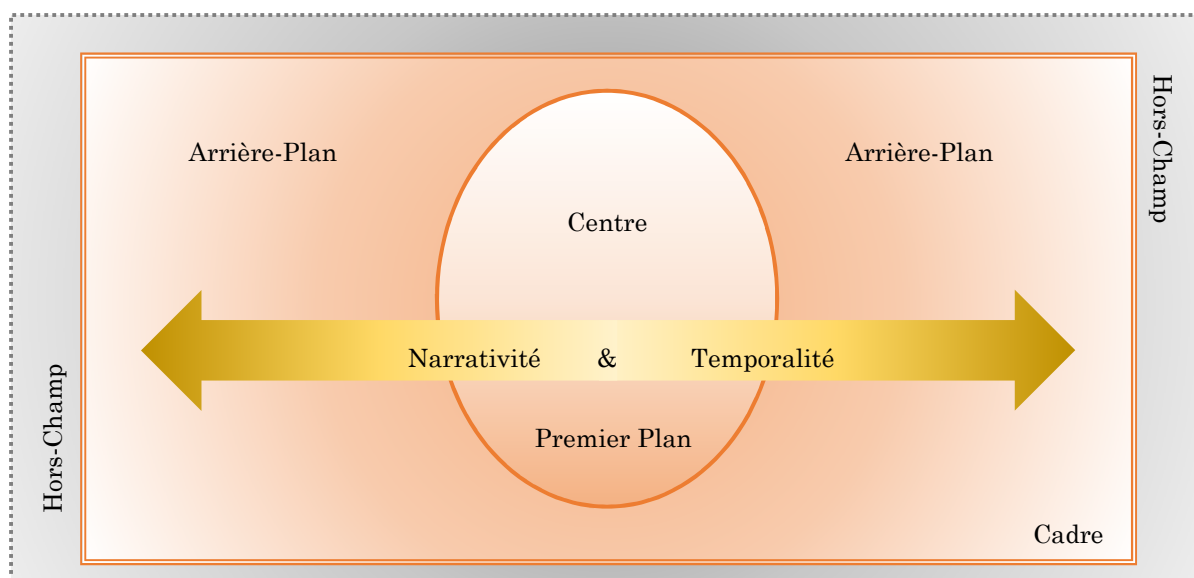 Arrière-Plan
Arrière-Plan
Hors-Champ
Centre
Narrativité & Temporalité
Hors-Champ
Premier Plan
Cadre